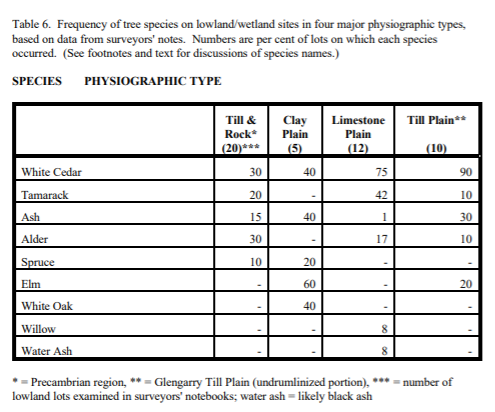 Table 6. Frequency of tree species on lowland/wetland sites in four major physiographic types,
based on data from surveyors' notes. Numbers are per cent of lots on which each species
occurred. (See footnotes and text for discussions of species names.)
SPECIES PHYSIOGRAPHIC TYPE
Till & Rock* (20)*** Clay Plain (5) Limestone Plain (12) Till Plain** (10)
White Cedar 30 40 75 90
Tamarack 20 - 42 10
Ash 15 40 1 30
Alder 30 - 17 10
Spruce 10 20 - -
Elm - 60 - 20
White Oak - 40 - -
Willow - - 8 -
Water Ash - - 8 -
* = Precambrian region, ** = Glengarry Till Plain (undrumlinized portion), *** = number of
lowland lots examined in surveyors' notebooks; water ash = likely black ash